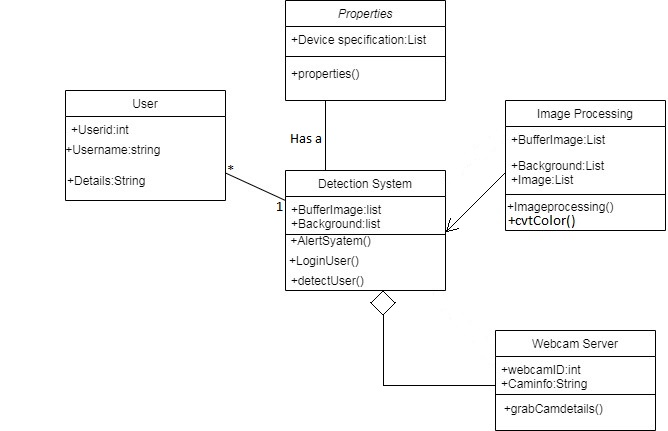 Properties
+Device specification:List
+properties()
User
+Userid:int
+Username:string
+Details:String
Has a
*
1
Detection System
+BufferImage:list
+Background:list
+AlertSyatem()
+LoginUser()
+detectUser()
Image Processing
+BufferImage:List
+Background:List
+Image:List
+Imageprocessing()
+cvtColor()
Webcam Server
+webcamID:int
+Caminfo:String
+grabCamdetails()